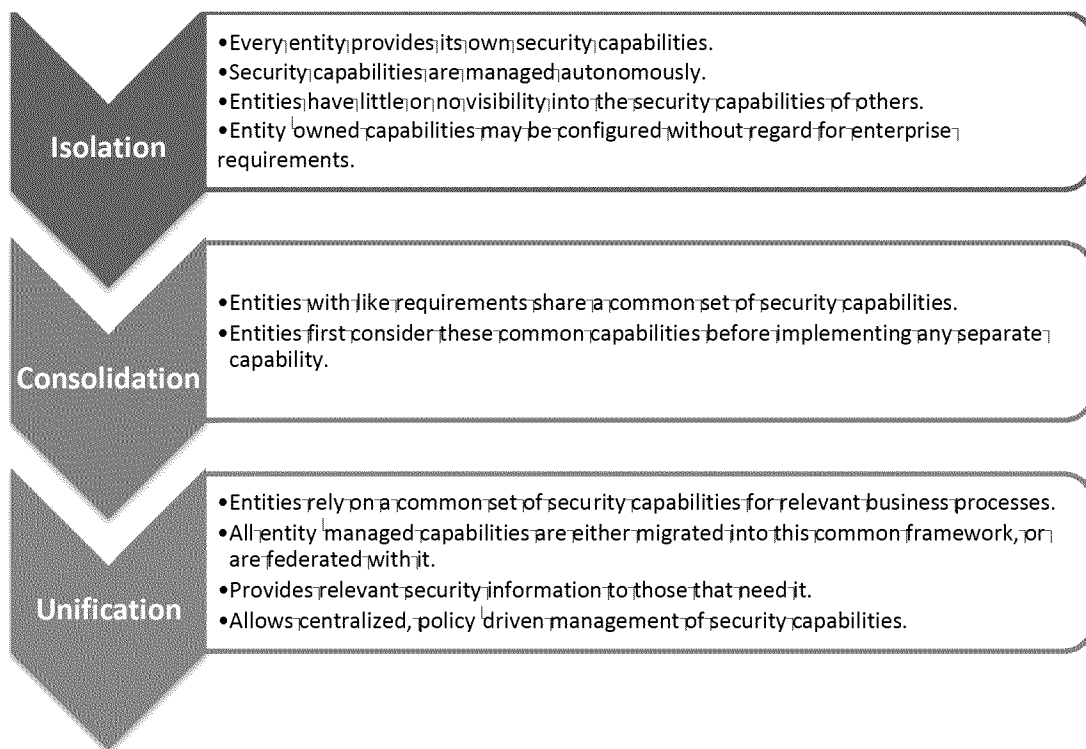 Isolation
•Every entity provides its own security capabilities.
•Security capabilities are managed autonomously.
•Entities have little or no visibility into the security capabilities of others.
•Entity owned capabilities may be configured without regard for enterprise
requirements.
Consolidation
•Entities with like requirements share a common set of security capabilities.
•Entities first consider these common capabilities before implementing any separate
capability.
Unification
•Entities rely on a common set of security capabilities for relevant business processes.
•All entity managed capabilities are either migrated into this common framework, or
are federated with it.
•Provides relevant security information to those that need it.
•Allows centralized, policy driven management of security capabilities.